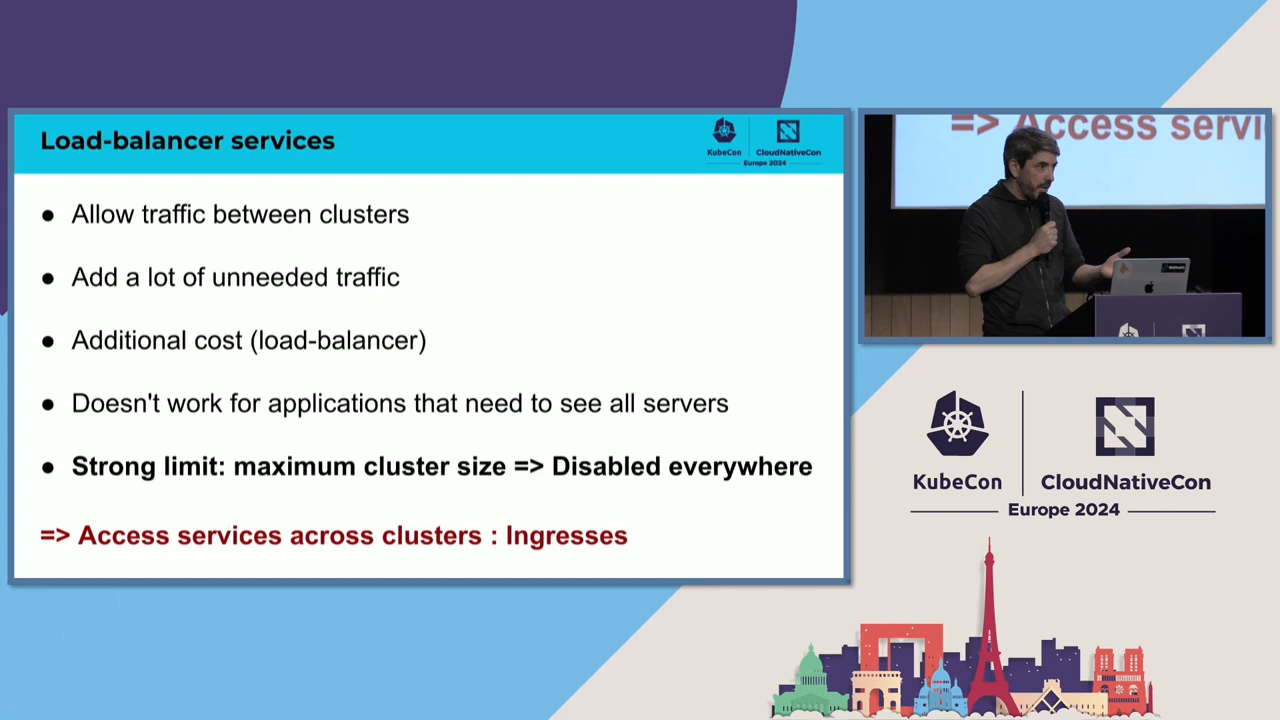 Load-balancer services
KubeCon
CloudNativeCon
Europe 2024
● Allow traffic between clusters
● Add a lot of unneeded traffic
● Additional cost (load-balancer)
● Doesn't work for applications that need to see all servers
● Strong limit: maximum cluster size => Disabled everywhere
=> Access services across clusters : Ingresses
=> Access servi
KubeCon
CloudNativeCon
Europe 2024